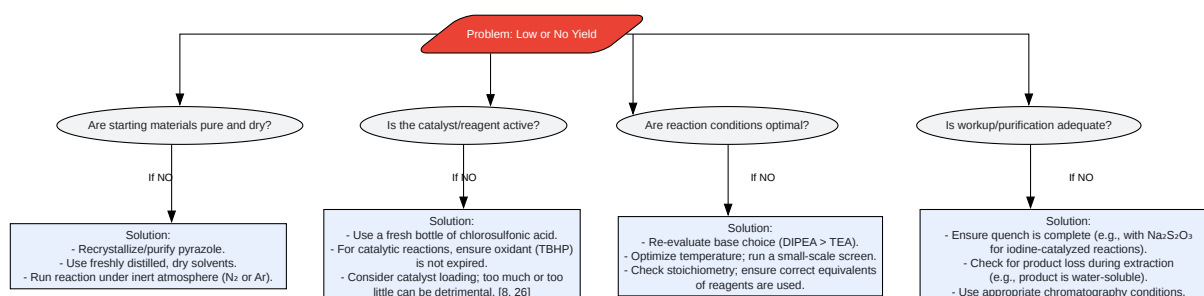 Problem: Low or No Yield
Are starting materials pure and dry?
Is the catalyst/reagent active?
Are reaction conditions optimal?
Is workup/purification adequate?
If NO
If NO
If NO
If NO
Solution:
- Recrystallize/purify pyrazole.
- Use freshly distilled, dry solvents.
- Run reaction under inert atmosphere (N₂ or Ar).
Solution:
- Use a fresh bottle of chlorosulfonic acid.
- For catalytic reactions, ensure oxidant (TBHP)
is not expired.
- Consider catalyst loading; too much or too
little can be detrimental. [8, 26]
Solution:
- Re-evaluate base choice (DIPEA > TEA).
- Optimize temperature; run a small-scale screen.
- Check stoichiometry; ensure correct equivalents
of reagents are used.
Solution:
- Ensure quench is complete (e.g., with Na₂S₂O₃
for iodine-catalyzed reactions).
- Check for product loss during extraction
(e.g., product is water-soluble).
- Use appropriate chromatography conditions.